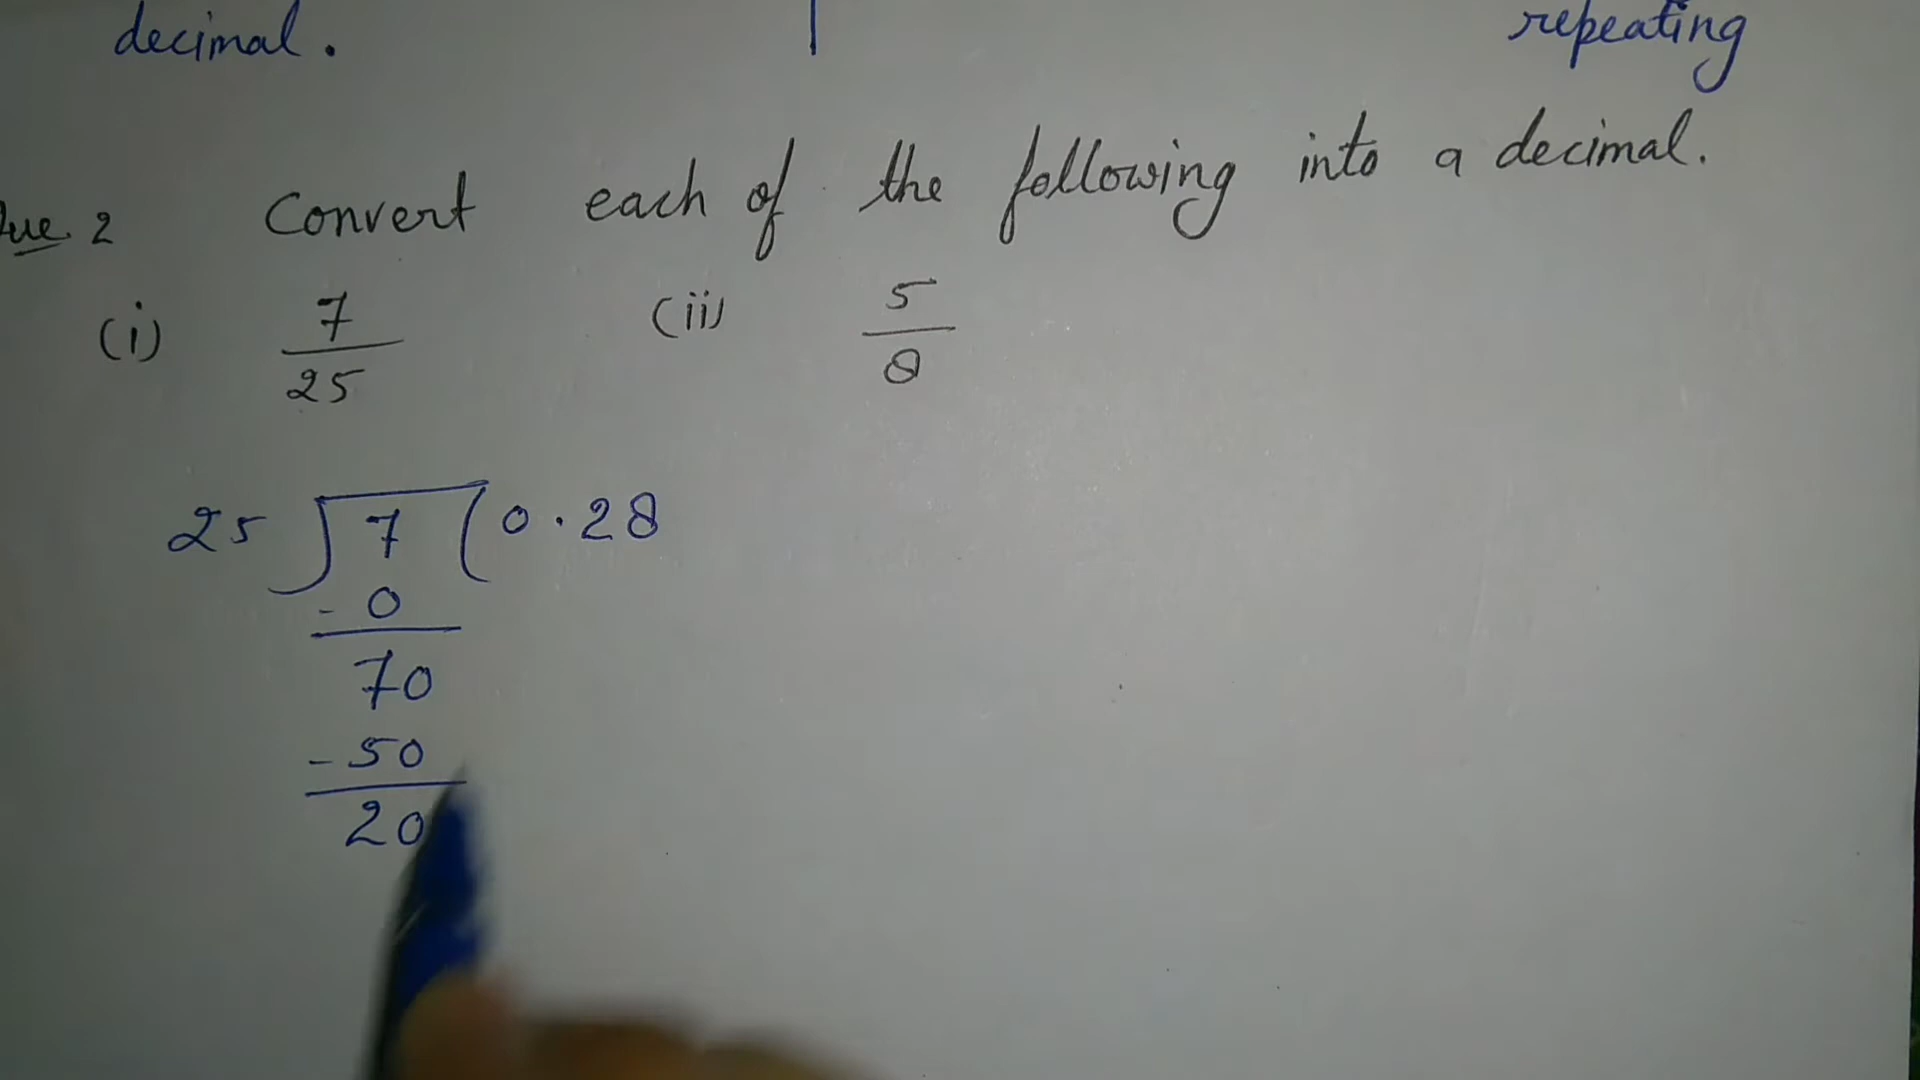 decimal. | repeating
Que. 2 Convert each of the following into a decimal.
(i) 7/25 (ii) 5/8
25 ) 7 ( 0.28
- 0
70
- 50
20